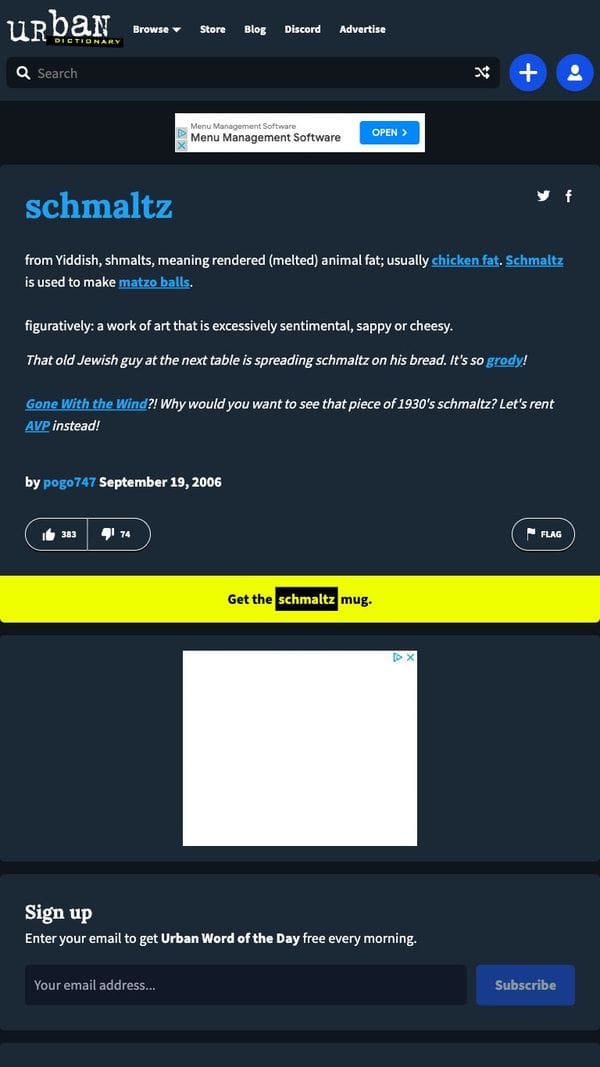 urban
DICTIONARY
Browse Store Blog Discord Advertise
Search
Menu Management Software
Menu Management Software
OPEN
schmaltz
from Yiddish, shmalts, meaning rendered (melted) animal fat; usually chicken fat. Schmaltz
is used to make matzo balls.
figuratively: a work of art that is excessively sentimental, sappy or cheesy.
That old Jewish guy at the next table is spreading schmaltz on his bread. It's so grody!
Gone With the Wind?! Why would you want to see that piece of 1930's schmaltz? Let's rent
AVP instead!
by pogo747 September 19, 2006
383 74 FLAG
Get the schmaltz mug.
Sign up
Enter your email to get Urban Word of the Day free every morning.
Your email address... Subscribe